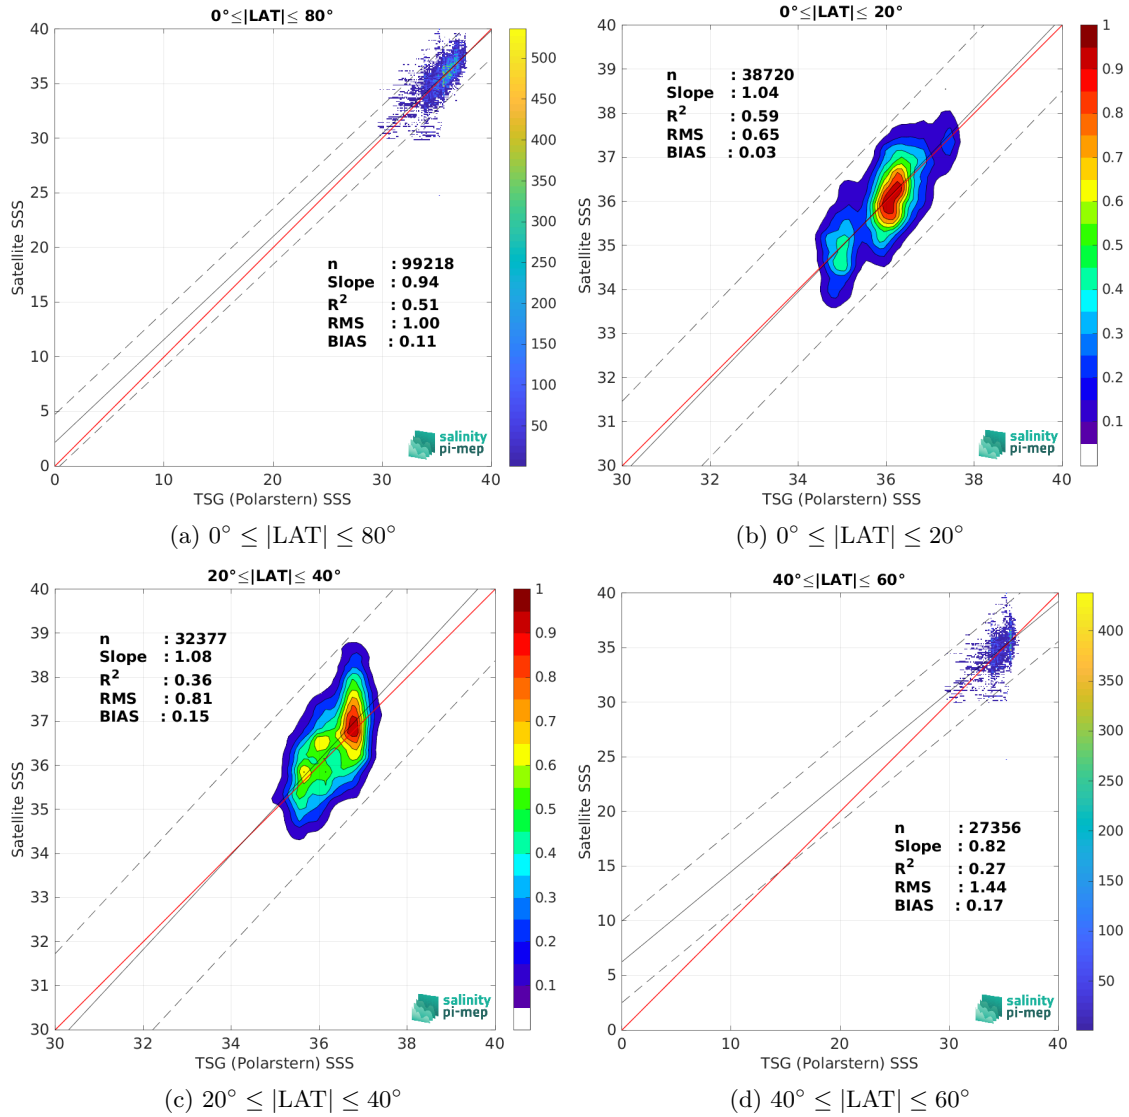 0°≤|LAT|≤ 80°
40
35
30
25
20
15
10
5
0
0
10
20
30
40
Satellite SSS
TSG (Polarstern) SSS
n : 99218
Slope : 0.94
R² : 0.51
RMS : 1.00
BIAS : 0.11
salinity
pi-mep
500
450
400
350
300
250
200
150
100
50
(a) 0° ≤ |LAT| ≤ 80°
0°≤|LAT|≤ 20°
40
39
38
37
36
35
34
33
32
31
30
30
32
34
36
38
40
Satellite SSS
TSG (Polarstern) SSS
n : 38720
Slope : 1.04
R² : 0.59
RMS : 0.65
BIAS : 0.03
salinity
pi-mep
1
0.9
0.8
0.7
0.6
0.5
0.4
0.3
0.2
0.1
(b) 0° ≤ |LAT| ≤ 20°
20°≤|LAT|≤ 40°
40
39
38
37
36
35
34
33
32
31
30
30
32
34
36
38
40
Satellite SSS
TSG (Polarstern) SSS
n : 32377
Slope : 1.08
R² : 0.36
RMS : 0.81
BIAS : 0.15
salinity
pi-mep
1
0.9
0.8
0.7
0.6
0.5
0.4
0.3
0.2
0.1
(c) 20° ≤ |LAT| ≤ 40°
40°≤|LAT|≤ 60°
40
35
30
25
20
15
10
5
0
0
10
20
30
40
Satellite SSS
TSG (Polarstern) SSS
n : 27356
Slope : 0.82
R² : 0.27
RMS : 1.44
BIAS : 0.17
salinity
pi-mep
400
350
300
250
200
150
100
50
(d) 40° ≤ |LAT| ≤ 60°